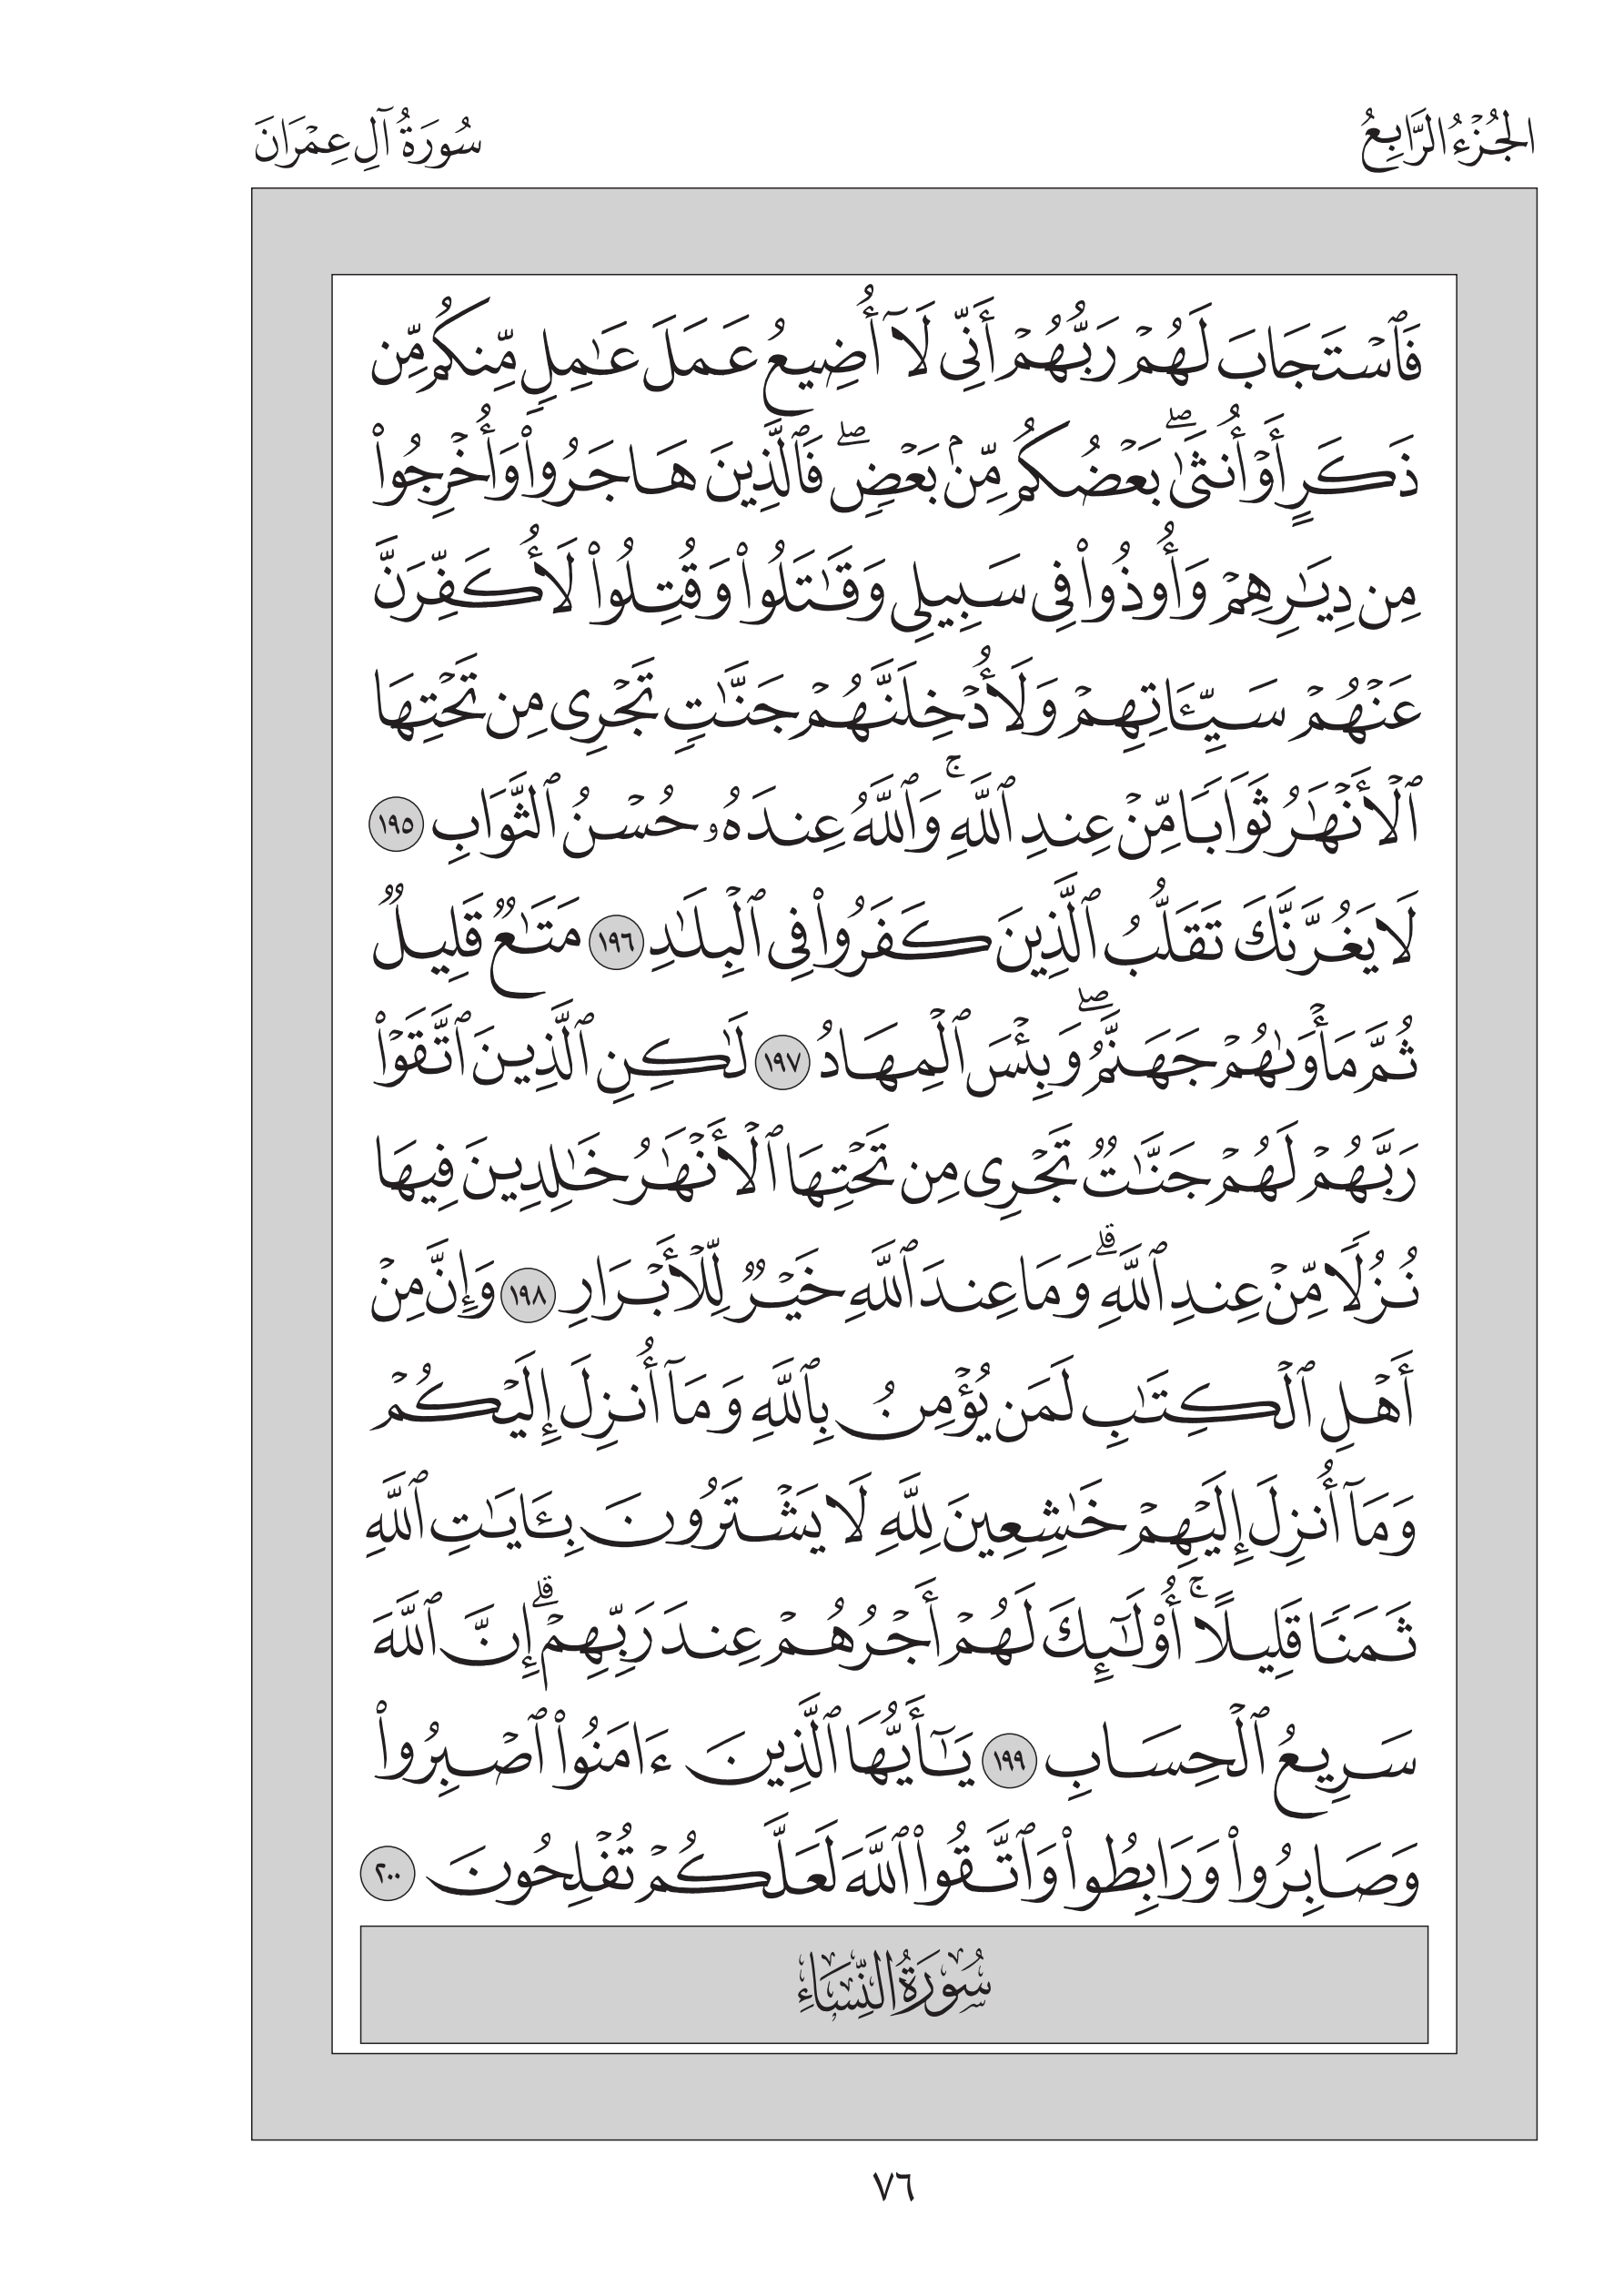 الجُزْءُ الرَّابِعُ
سُورَةُ آلِ عِمْرَانَ
فَٱسْتَجَابَ لَهُمْ رَبُّهُمْ أَنِّى لَآ أُضِيعُ عَمَلَ عَٰمِلٍ مِّنكُم مِّن
ذَكَرٍ أَوْ أُنثَىٰۖ بَعْضُكُم مِّنۢ بَعْضٍۖ فَٱلَّذِينَ هَاجَرُوا۟ وَأُخْرِجُوا۟
مِن دِيَٰرِهِمْ وَأُوذُوا۟ فِى سَبِيلِى وَقَٰتَلُوا۟ وَقُتِلُوا۟ لَأُكَفِّرَنَّ
عَنْهُمْ سَيِّـَٔاتِهِمْ وَلَأُدْخِلَنَّهُمْ جَنَّٰتٍ تَجْرِى مِن تَحْتِهَا
ٱلْأَنْهَٰرُ ثَوَابًا مِّنْ عِندِ ٱللَّهِۚ وَٱللَّهُ عِندَهُۥ حُسْنُ ٱلثَّوَابِ ١٩٥
لَا يَغُرَّنَّكَ تَقَلُّبُ ٱلَّذِينَ كَفَرُوا۟ فِى ٱلْبِلَٰدِ ١٩٦ مَتَٰعٌ قَلِيلٌ
ثُمَّ مَأْوَىٰهُمْ جَهَنَّمُۖ وَبِئْسَ ٱلْمِهَادُ ١٩٧ لَٰكِنِ ٱلَّذِينَ ٱتَّقَوْا۟
رَبَّهُمْ لَهُمْ جَنَّٰتٌ تَجْرِى مِن تَحْتِهَا ٱلْأَنْهَٰرُ خَٰلِدِينَ فِيهَا
نُزُلًا مِّنْ عِندِ ٱللَّهِۗ وَمَا عِندَ ٱللَّهِ خَيْرٌ لِّلْأَبْرَارِ ١٩٨ وَإِنَّ مِنْ
أَهْلِ ٱلْكِتَٰبِ لَمَن يُؤْمِنُ بِٱللَّهِ وَمَآ أُنزِلَ إِلَيْكُمْ
وَمَآ أُنزِلَ إِلَيْهِمْ خَٰشِعِينَ لِلَّهِ لَا يَشْتَرُونَ بِـَٔايَٰتِ ٱللَّهِ
ثَمَنًا قَلِيلًاۚ أُو۟لَٰٓئِكَ لَهُمْ أَجْرُهُمْ عِندَ رَبِّهِمْۗ إِنَّ ٱللَّهَ
سَرِيعُ ٱلْحِسَابِ ١٩٩ يَٰٓأَيُّهَا ٱلَّذِينَ ءَامَنُوا۟ ٱصْبِرُوا۟
وَصَابِرُوا۟ وَرَابِطُوا۟ وَٱتَّقُوا۟ ٱللَّهَ لَعَلَّكُمْ تُفْلِحُونَ ٢٠٠
سُورَةُ النِّسَاءِ
٧٦